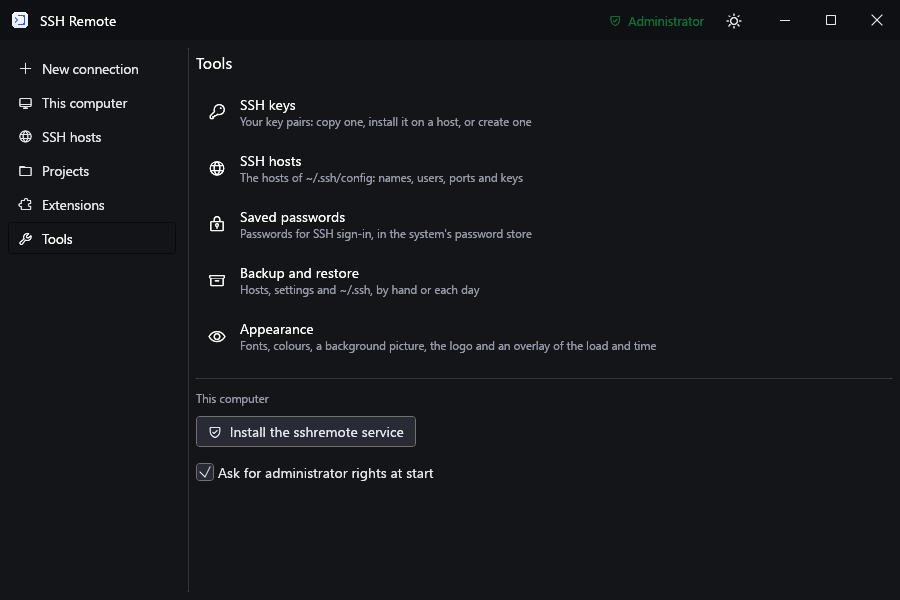 SSH Remote
Administrator
New connection
This computer
SSH hosts
Projects
Extensions
Tools
Tools
SSH keys
Your key pairs: copy one, install it on a host, or create one
SSH hosts
The hosts of ~/.ssh/config: names, users, ports and keys
Saved passwords
Passwords for SSH sign-in, in the system's password store
Backup and restore
Hosts, settings and ~/.ssh, by hand or each day
Appearance
Fonts, colours, a background picture, the logo and an overlay of the load and time
This computer
Install the sshremote service
Ask for administrator rights at start